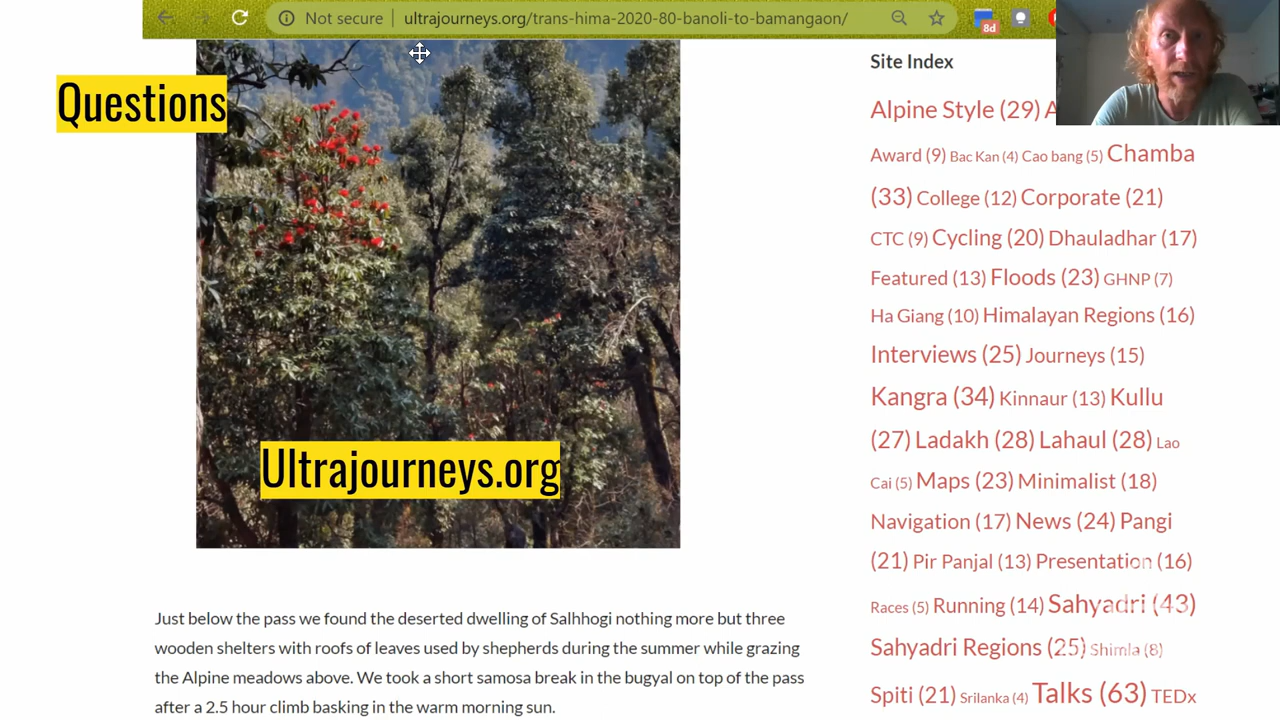 Not secure
ultrajourneys.org/trans-hima-2020-80-banoli-to-bamangaon/
8d
Questions
Ultrajourneys.org
Just below the pass we found the deserted dwelling of Salhhogi nothing more but three
wooden shelters with roofs of leaves used by shepherds during the summer while grazing
the Alpine meadows above. We took a short samosa break in the bugyal on top of the pass
after a 2.5 hour climb basking in the warm morning sun.
Site Index
Alpine Style (29) A
Award (9) Bac Kan (4) Cao bang (5) Chamba
(33) College (12) Corporate (21)
CTC (9) Cycling (20) Dhauladhar (17)
Featured (13) Floods (23) GHNP (7)
Ha Giang (10) Himalayan Regions (16)
Interviews (25) Journeys (15)
Kangra (34) Kinnaur (13) Kullu
(27) Ladakh (28) Lahaul (28) Lao
Cai (5) Maps (23) Minimalist (18)
Navigation (17) News (24) Pangi
(21) Pir Panjal (13) Presentation (16)
Races (5) Running (14) Sahyadri (43)
Sahyadri Regions (25) Shimla (8)
Spiti (21) Srilanka (4) Talks (63) TEDx